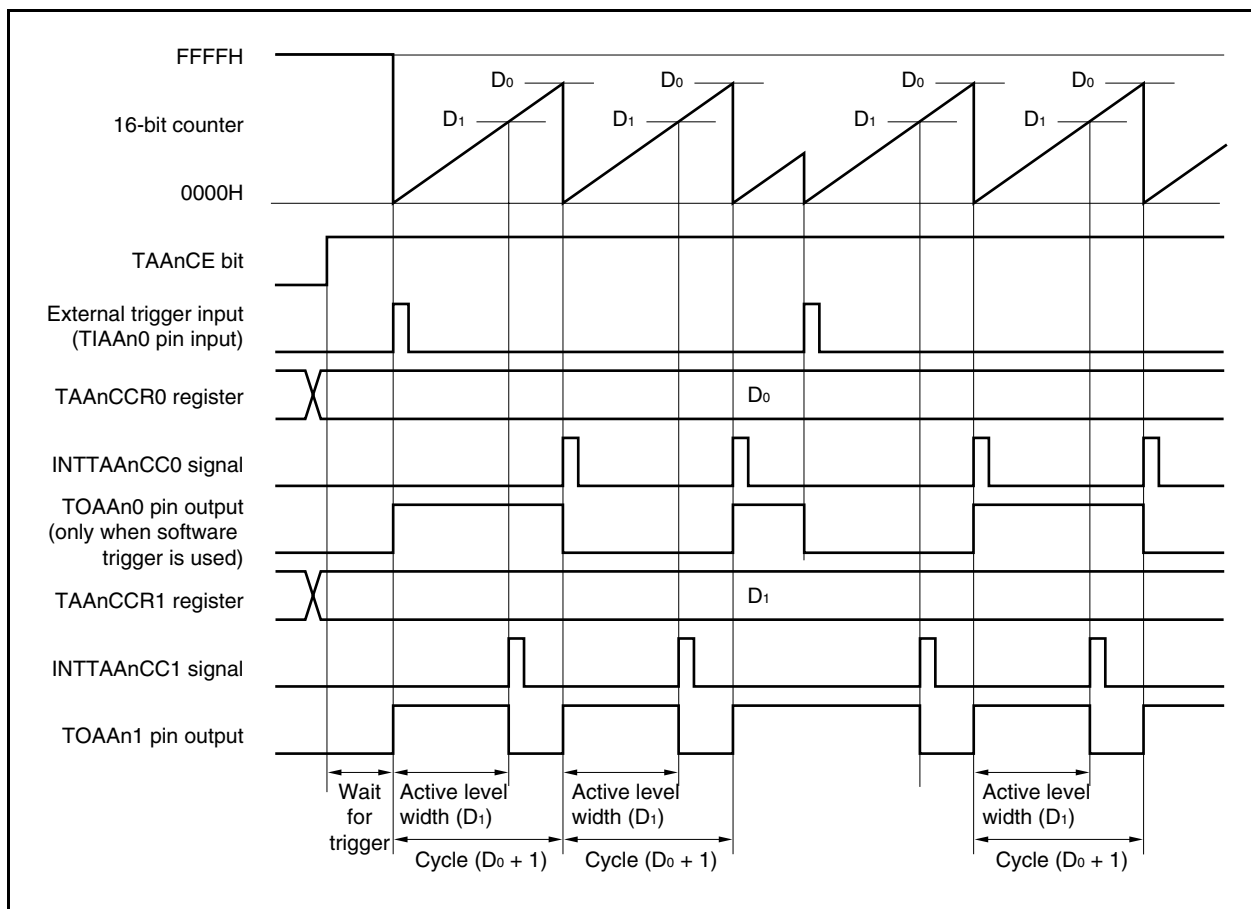 FFFFH
D₀ D₀ D₀ D₀
16-bit counter
D₁ D₁ D₁ D₁
0000H
TAAnCE bit
External trigger input
(TIAAn0 pin input)
TAAnCCR0 register
D₀
INTTAAnCC0 signal
TOAAn0 pin output
(only when software
trigger is used)
TAAnCCR1 register
D₁
INTTAAnCC1 signal
TOAAn1 pin output
Wait
for
trigger
Active level
width (D₁)
Active level
width (D₁)
Active level
width (D₁)
Cycle (D₀ + 1)
Cycle (D₀ + 1)
Cycle (D₀ + 1)